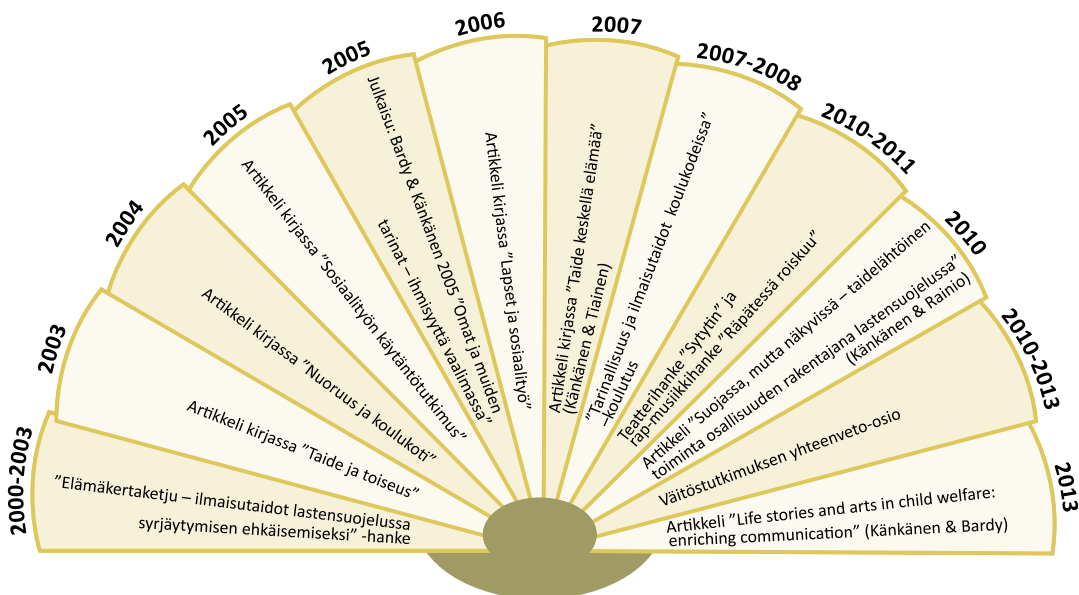 2000-2003
”Elämäkertaketju – ilmaisutaidot lastensuojelussa
syrjäytymisen ehkäisemiseksi” -hanke
2003
Artikkeli kirjassa ”Taide ja toiseus”
2004
Artikkeli kirjassa ”Nuoruus ja koulukoti”
2005
Artikkeli kirjassa ”Sosiaalityön käytäntötutkimus”
2005
Julkaisu: Bardy & Känkänen 2005 ”Omat ja muiden
tarinat – ihmisyyttä vaalimassa”
2006
Artikkeli kirjassa ”Lapset ja sosiaalityö”
2007
Artikkeli kirjassa ”Taide keskellä elämää”
(Känkänen & Tiainen)
2007-2008
”Tarinallisuus ja ilmaisutaidot koulukodeissa”
–koulutus
2010-2011
Teatterihanke ”Sytytin” ja
rap-musiikkihanke ”Räpätessä roiskuu”
2010
Artikkeli ”Suojassa, mutta näkyvissä – taidelähtöinen
toiminta osallisuuden rakentajana lastensuojelussa”
(Känkänen & Rainio)
2010-2013
Väitöstutkimuksen yhteenveto-osio
2013
Artikkeli ”Life stories and arts in child welfare:
enriching communication” (Känkänen & Bardy)